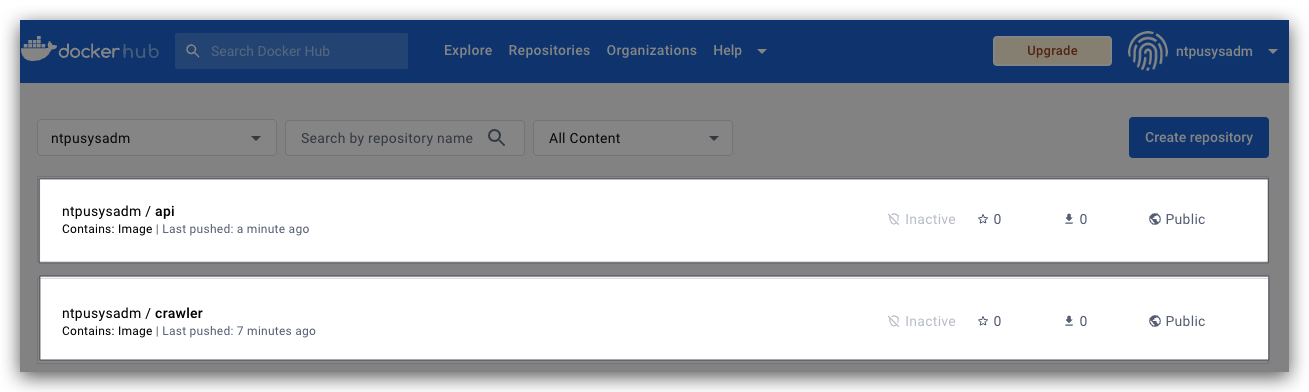 dockerhub Search Docker Hub Explore Repositories Organizations Help Upgrade ntpusysadm
ntpusysadm Search by repository name All Content Create repository
ntpusysadm / api
Contains: Image | Last pushed: a minute ago
Inactive 0 0 Public
ntpusysadm / crawler
Contains: Image | Last pushed: 7 minutes ago
Inactive 0 0 Public